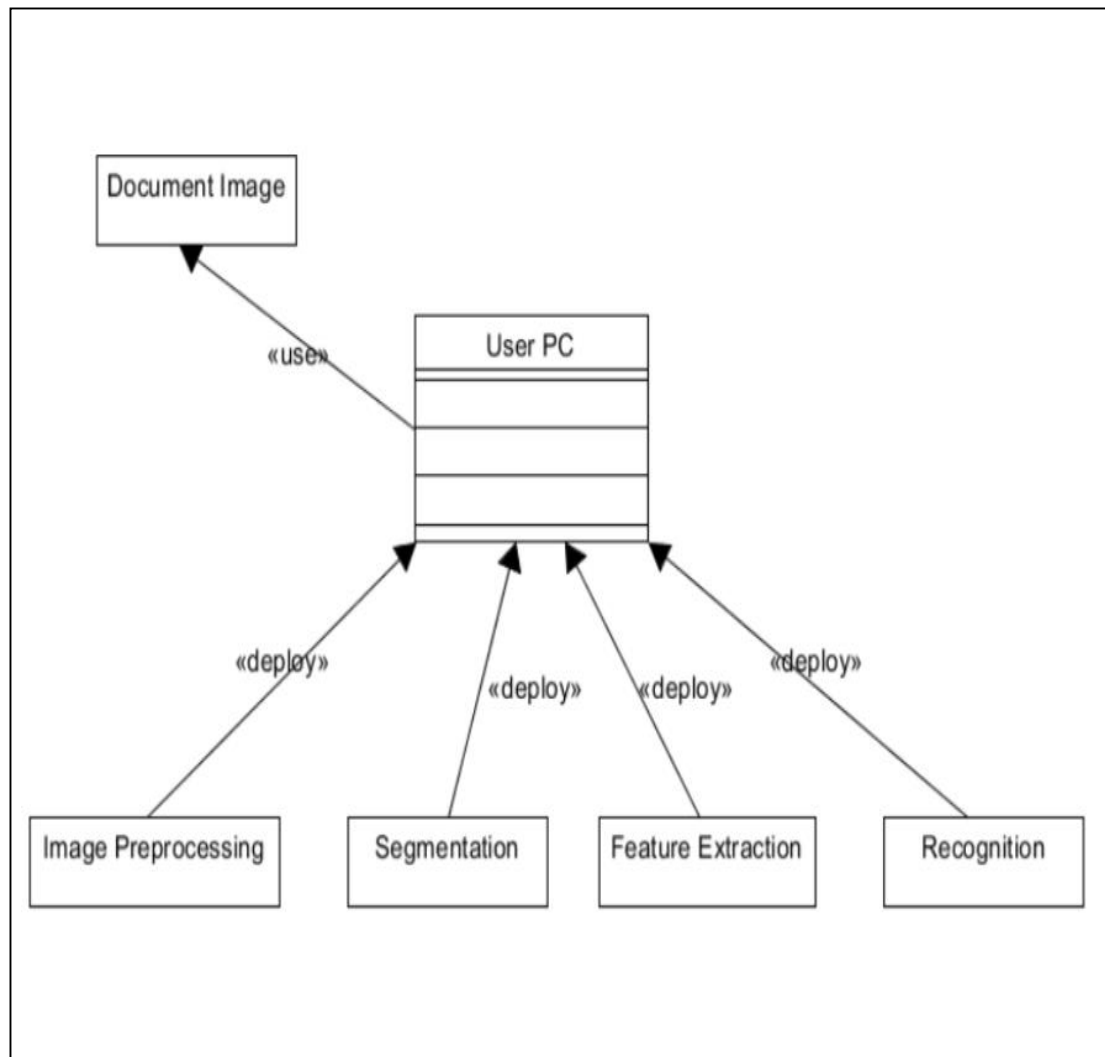 Document Image
«use»
User PC
«deploy»
«deploy»
«deploy»
«deploy»
Image Preprocessing
Segmentation
Feature Extraction
Recognition